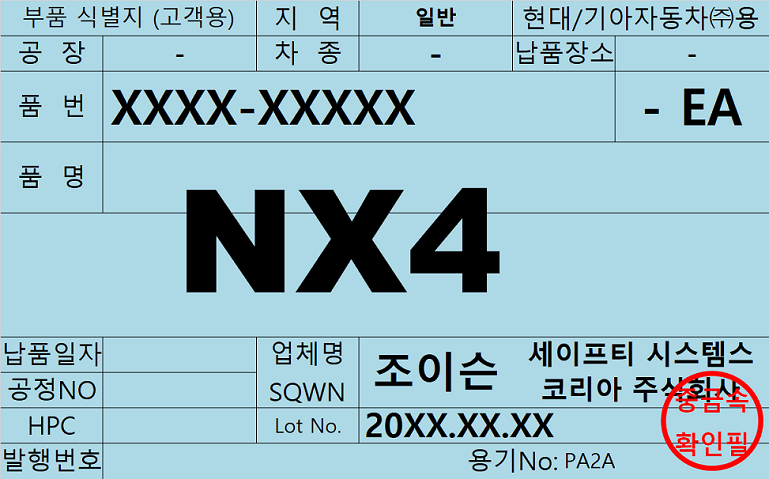 부품 식별지 (고객용) 지 역 일반 현대/기아자동차㈜용
공 장 - 차 종 - 납품장소 -
품 번 XXXX-XXXXX - EA
품 명
NX4
납품일자 업체명 조이슨 세이프티 시스템스
공정NO SQWN 코리아 주식회사
HPC Lot No. 20XX.XX.XX
중금속
확인필
발행번호 용기No: PA2A